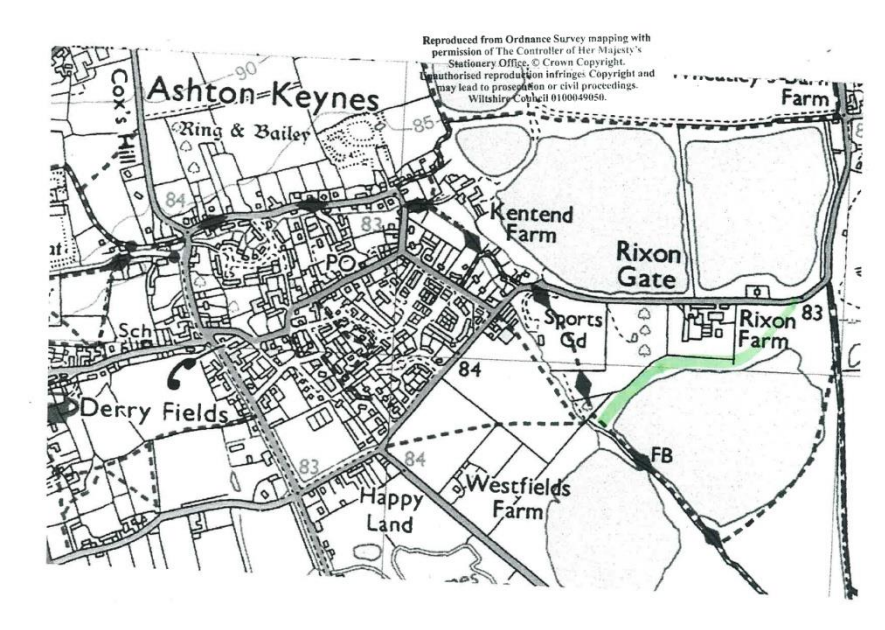 Reproduced from Ordnance Survey mapping with
permission of The Controller of Her Majesty's
Stationery Office. © Crown Copyright.
Unauthorised reproduction infringes Copyright and
may lead to prosecution or civil proceedings.
Wiltshire Council 0100049050.
90
Cox's Hill
Ashton Keynes
Ring & Bailey
85
Farm
84
83
Kentend
Farm
PO
Rixon
Gate
Sch
Sports
Gd
Rixon
Farm
83
84
Derry Fields
83
84
FB
Happy
Land
Westfields
Farm